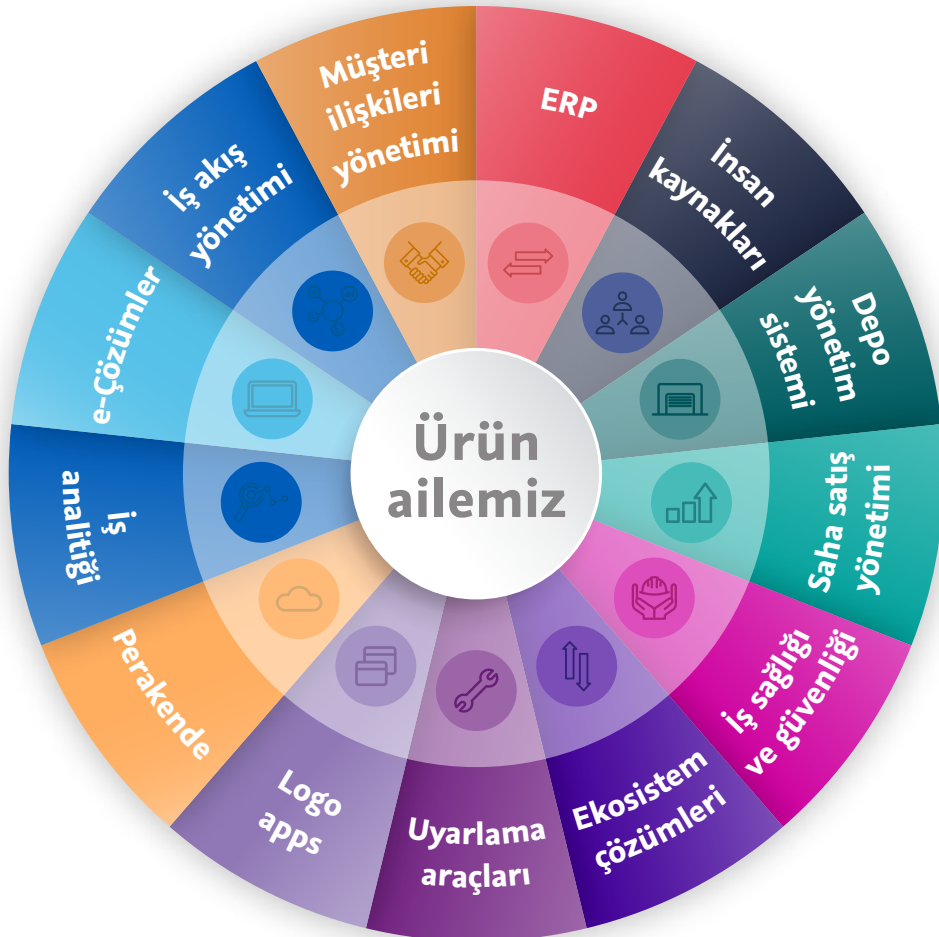 Ürün
ailemiz
ERP
İnsan
kaynakları
Depo
yönetim
sistemi
Saha satış
yönetimi
İş sağlığı
ve güvenliği
Ekosistem
çözümleri
Uyarlama
araçları
Logo
apps
Perakende
İş
analitiği
e-Çözümler
İş akış
yönetimi
Müşteri
ilişkileri
yönetimi